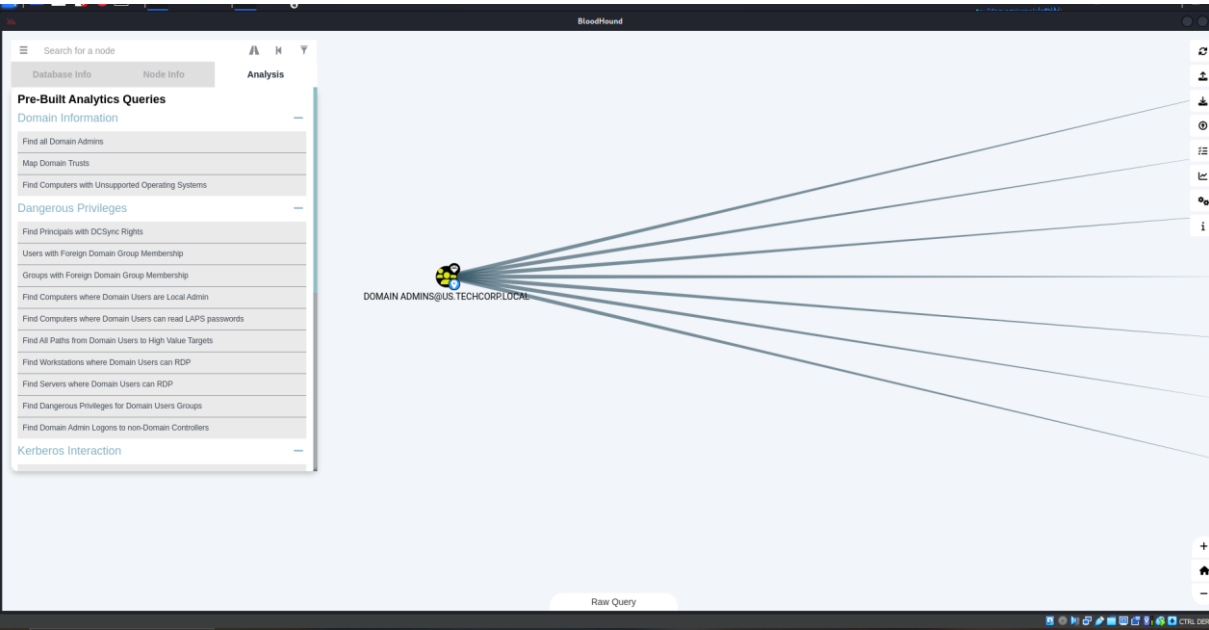 BloodHound
Search for a node
Database Info
Node Info
Analysis
Pre-Built Analytics Queries
Domain Information
Find all Domain Admins
Map Domain Trusts
Find Computers with Unsupported Operating Systems
Dangerous Privileges
Find Principals with DCSync Rights
Users with Foreign Domain Group Membership
Groups with Foreign Domain Group Membership
Find Computers where Domain Users are Local Admin
Find Computers where Domain Users can read LAPS passwords
Find All Paths from Domain Users to High Value Targets
Find Workstations where Domain Users can RDP
Find Servers where Domain Users can RDP
Find Dangerous Privileges for Domain Users Groups
Find Domain Admin Logons to non-Domain Controllers
Kerberos Interaction
DOMAIN ADMINS@US.TECHCORP.LOCAL
Raw Query
CTRL DER